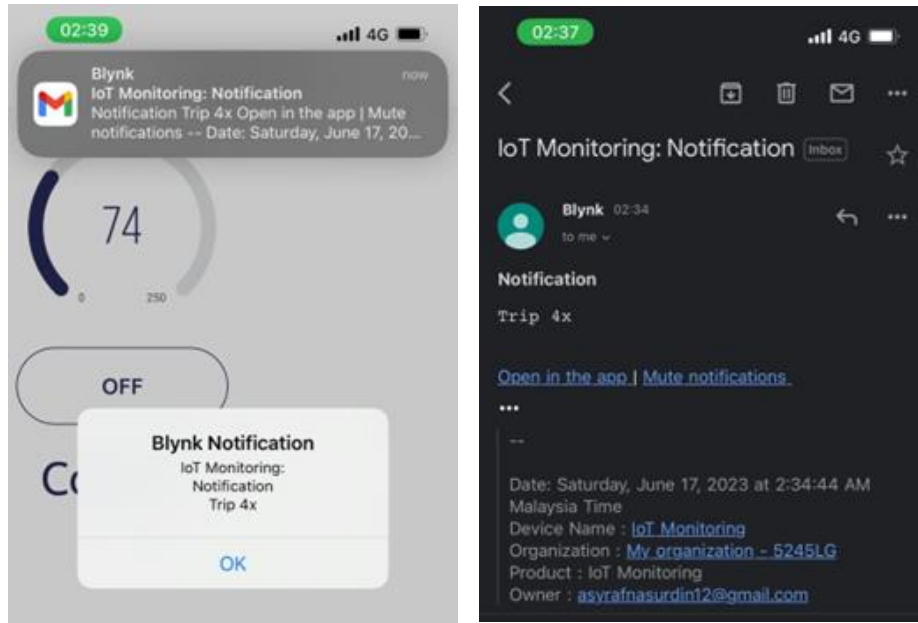 02:39
4G
Blynk
now
IoT Monitoring: Notification
Notification Trip 4x Open in the app | Mute
notifications -- Date: Saturday, June 17, 20...
74
0
250
OFF
Blynk Notification
IoT Monitoring:
Notification
Trip 4x
OK
02:37
4G
IoT Monitoring: Notification
Inbox
Blynk 02:34
to me
Notification
Trip 4x
Open in the app | Mute notifications
--
Date: Saturday, June 17, 2023 at 2:34:44 AM
Malaysia Time
Device Name : IoT Monitoring
Organization : My organization - 5245LG
Product : IoT Monitoring
Owner : asyrafnasurdin12@gmail.com